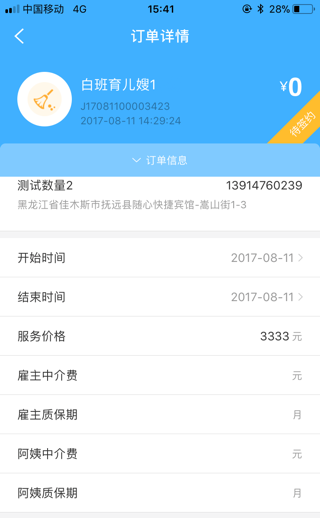 中国移动 4G 15:41 28%
订单详情
白班育儿嫂1
¥0
J17081100003423
2017-08-11 14:29:24
待签约
订单信息
测试数量2 13914760239
黑龙江省佳木斯市抚远县随心快捷宾馆-嵩山街1-3
开始时间 2017-08-11
结束时间 2017-08-11
服务价格 3333 元
雇主中介费 元
雇主质保期 月
阿姨中介费 元
阿姨质保期 月